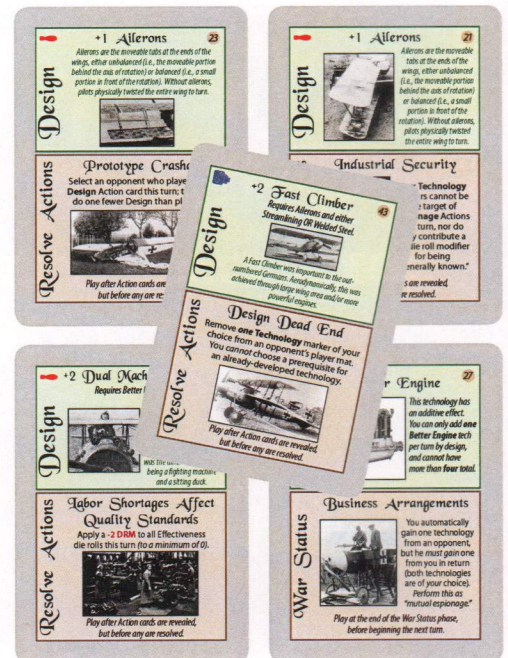 +1 Ailerons
23
Design
Ailerons are the moveable tabs at the ends of the
wings, either unbalanced (i.e., the moveable portion
behind the axis of rotation) or balanced (i.e., a small
portion in front of the rotation). Without ailerons,
pilots physically twisted the entire wing to turn.
Resolve Actions
Prototype Crash
Select an opponent who playe
Design Action card this turn; t
do one fewer Design than pl
Play after Action cards are
but before any are re
+1 Ailerons
21
Design
Ailerons are the moveable
tabs at the ends of the
wings, either unbalanced
(i.e., the moveable portion
behind the axis of rotation)
or balanced (i.e., a small
portion in front of the
rotation). Without ailerons,
pilots physically twisted
the entire wing to turn.
Industrial Security
Technology
rs cannot be
e target of
nage Actions
turn, nor do
y contribute a
ile roll modifier
for being
enerally known."
s are revealed,
re resolved.
+2 Fast Climber
43
Design
Requires Ailerons and either
Streamlining OR Welded Steel.
A Fast Climber was important to the out-
numbered Germans. Aerodynamically, this was
achieved through large wing area and/or more
powerful engines.
Resolve Actions
Design Dead End
Remove one Technology marker of your
choice from an opponent's player mat.
You cannot choose a prerequisite for
an already-developed technology.
Play after Action cards are revealed,
but before any are resolved.
+2 Dual Mach
Requires Better
Design
was the
being a fighting machine
and a sitting duck.
Resolve Actions
Labor Shortages Affect
Quality Standards
Apply a -2 DRM to all Effectiveness
die rolls this turn (to a minimum of 0).
Play after Action cards are revealed,
but before any are resolved.
r Engine
27
This technology has
an additive effect.
You can only add one
Better Engine tech
per turn by design,
and cannot have
more than four total.
War Status
Business Arrangements
You automatically
gain one technology
from an opponent,
but he must gain one
from you in return
(both technologies
are of your choice).
Perform this as
"mutual espionage."
Play at the end of the War Status phase,
before beginning the next turn.